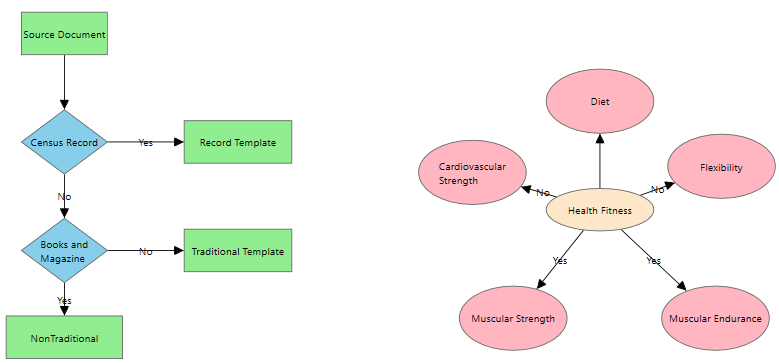 Source Document
Census Record
Yes
Record Template
No
Books and
Magazine
No
Traditional Template
Yes
NonTraditional
Diet
Cardiovascular
Strength
Flexibility
No
No
Health Fitness
Yes
Yes
Muscular Strength
Muscular Endurance